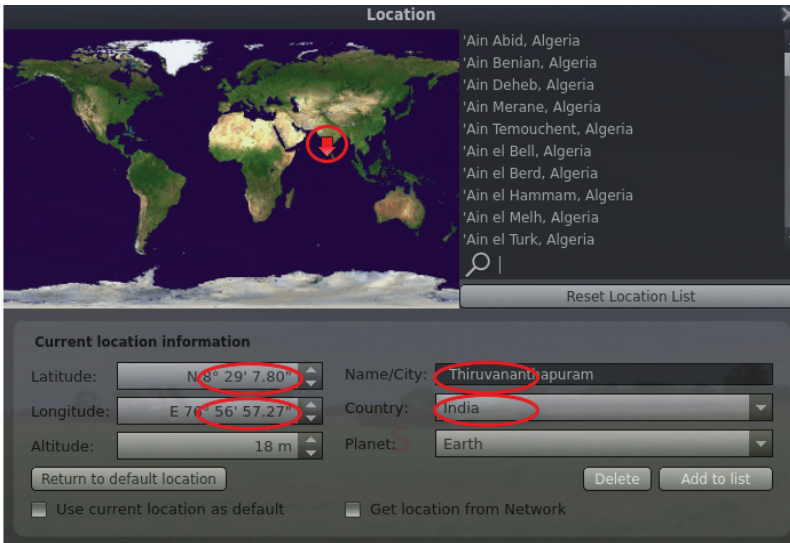 Location
'Ain Abid, Algeria
'Ain Benian, Algeria
'Ain Deheb, Algeria
'Ain Merane, Algeria
'Ain Temouchent, Algeria
'Ain el Bell, Algeria
'Ain el Berd, Algeria
'Ain el Hammam, Algeria
'Ain el Melh, Algeria
'Ain el Turk, Algeria
Reset Location List
Current location information
Latitude: N 8° 29' 7.80"
Name/City: Thiruvananthapuram
Longitude: E 76° 56' 57.27"
Country: India
S
Altitude: 18 m
Planet: Earth
Return to default location
Delete
Add to list
Use current location as default
Get location from Network